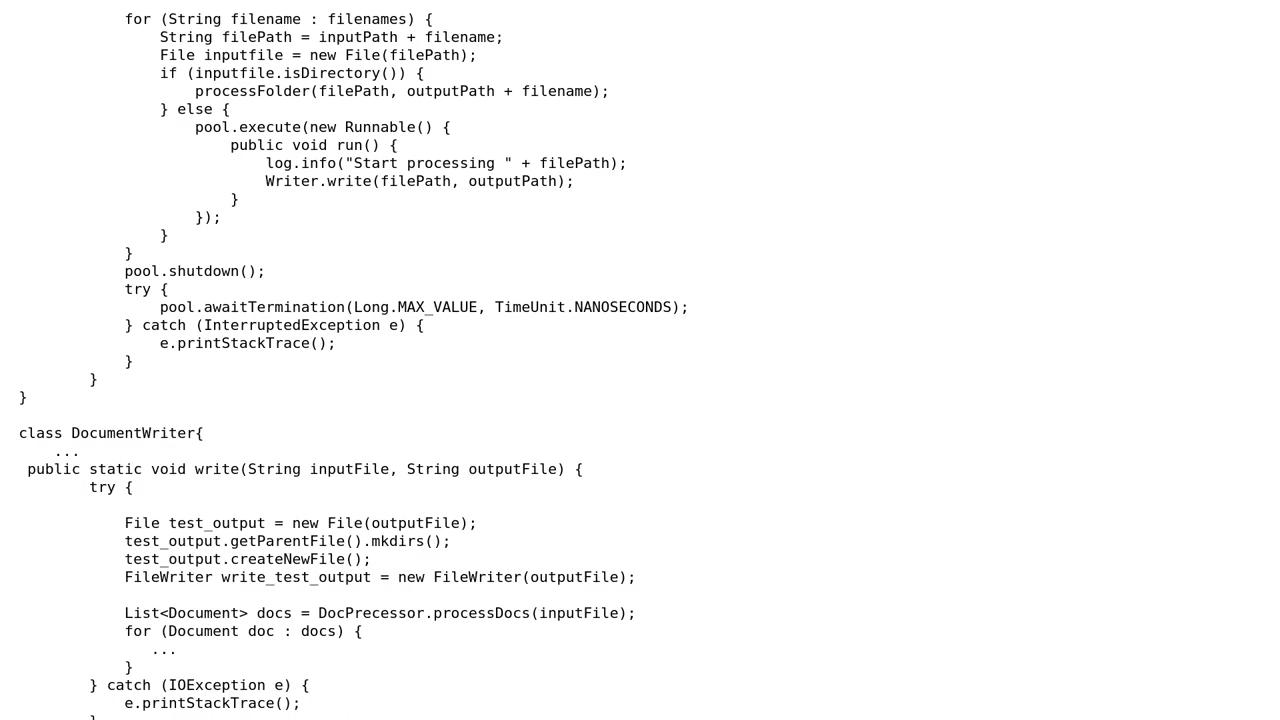 for (String filename : filenames) {
                String filePath = inputPath + filename;
                File inputfile = new File(filePath);
                if (inputfile.isDirectory()) {
                    processFolder(filePath, outputPath + filename);
                } else {
                    pool.execute(new Runnable() {
                        public void run() {
                            log.info("Start processing " + filePath);
                            Writer.write(filePath, outputPath);
                        }
                    });
                }
            }
            pool.shutdown();
            try {
                pool.awaitTermination(Long.MAX_VALUE, TimeUnit.NANOSECONDS);
            } catch (InterruptedException e) {
                e.printStackTrace();
            }
        }
}

class DocumentWriter{
    ...
 public static void write(String inputFile, String outputFile) {
        try {

            File test_output = new File(outputFile);
            test_output.getParentFile().mkdirs();
            test_output.createNewFile();
            FileWriter write_test_output = new FileWriter(outputFile);

            List<Document> docs = DocPrecessor.processDocs(inputFile);
            for (Document doc : docs) {
               ...
            }
        } catch (IOException e) {
            e.printStackTrace();
        }